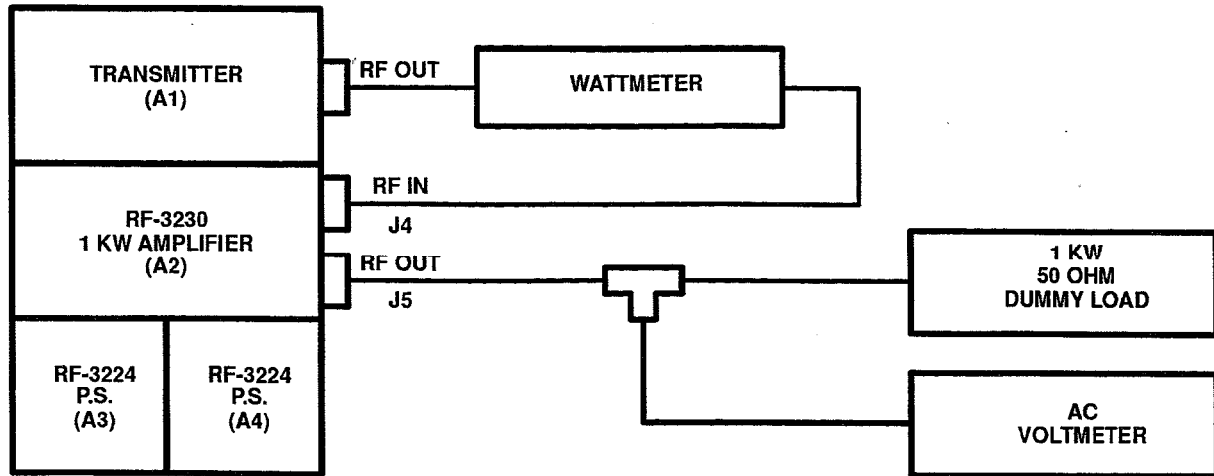 TRANSMITTER
(A1)
RF OUT
WATTMETER
RF-3230
1 KW AMPLIFIER
(A2)
RF IN
J4
RF OUT
J5
1 KW
50 OHM
DUMMY LOAD
RF-3224
P.S.
(A3)
RF-3224
P.S.
(A4)
AC
VOLTMETER